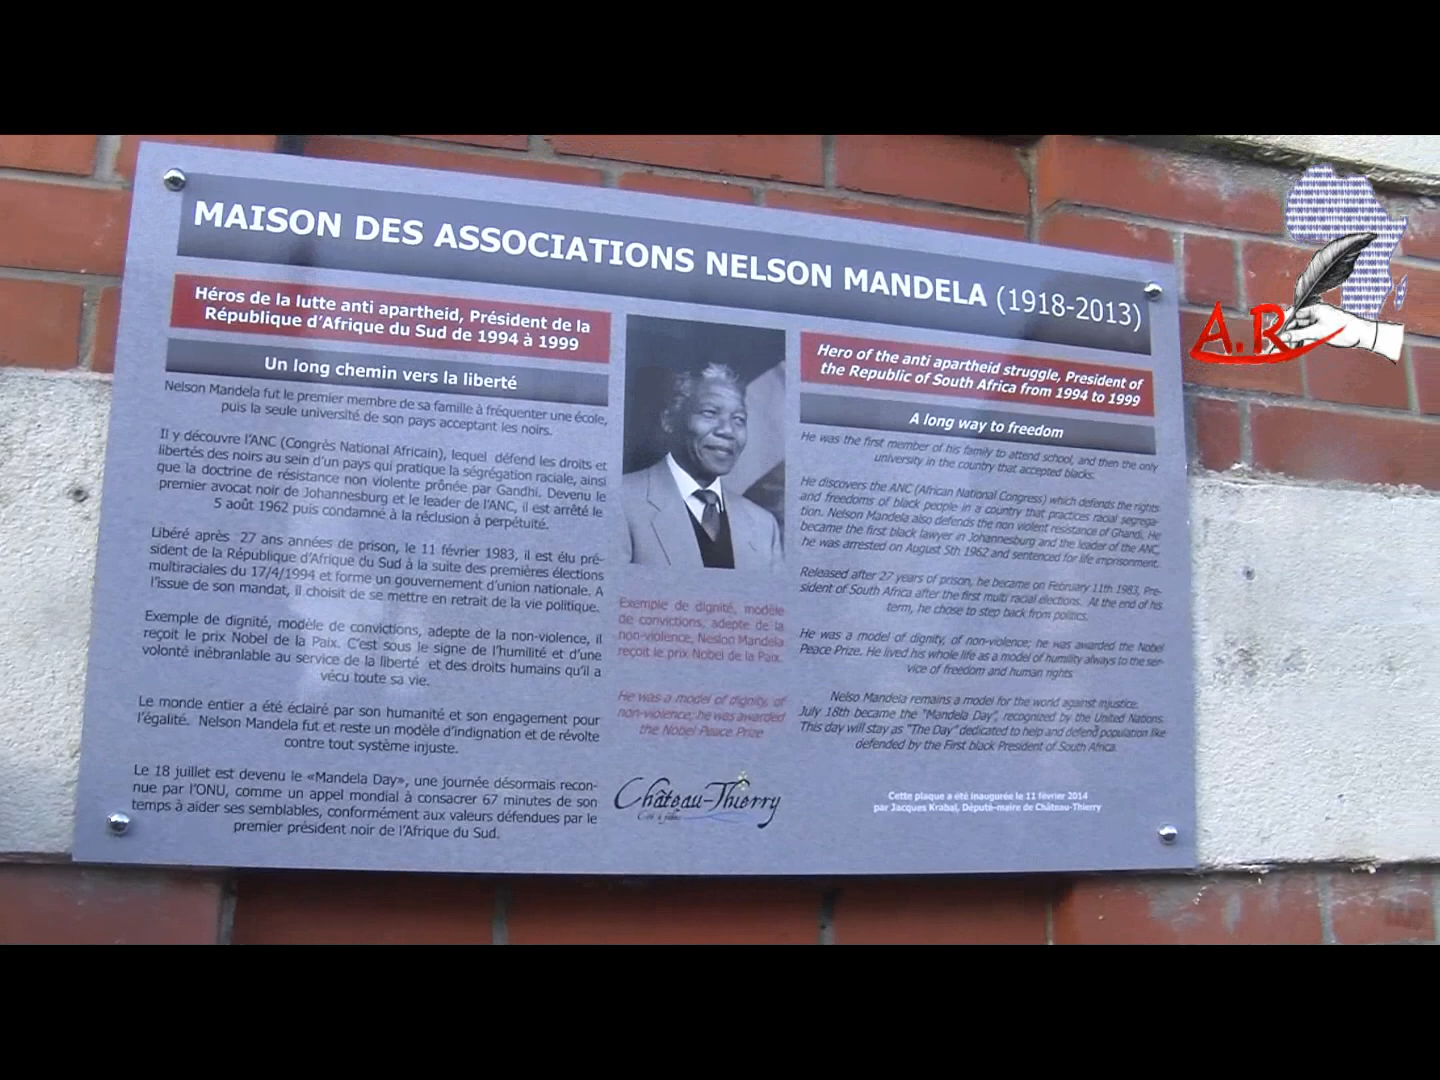 MAISON DES ASSOCIATIONS NELSON MANDELA (1918-2013)
Héros de la lutte anti apartheid, Président de la
République d'Afrique du Sud de 1994 à 1999
Un long chemin vers la liberté
Nelson Mandela fut le premier membre de sa famille à fréquenter une école,
puis la seule université de son pays acceptant les noirs.
Il y découvre l'ANC (Congrès National Africain), lequel défend les droits et
libertés des noirs au sein d'un pays qui pratique la ségrégation raciale, ainsi
que la doctrine de résistance non violente prônée par Gandhi. Devenu le
premier avocat noir de Johannesburg et le leader de l'ANC, il est arrêté le
5 août 1962 puis condamné à la réclusion à perpétuité.
Libéré après 27 ans années de prison, le 11 février 1983, il est élu pré-
sident de la République d'Afrique du Sud à la suite des premières élections
multiraciales du 17/4/1994 et forme un gouvernement d'union nationale. A
l'issue de son mandat, il choisit de se mettre en retrait de la vie politique.
Exemple de dignité, modèle de convictions, adepte de la non-violence, il
reçoit le prix Nobel de la Paix. C'est sous le signe de l'humilité et d'une
volonté inébranlable au service de la liberté et des droits humains qu'il a
vécu toute sa vie.
Le monde entier a été éclairé par son humanité et son engagement pour
l'égalité. Nelson Mandela fut et reste un modèle d'indignation et de révolte
contre tout système injuste.
Le 18 juillet est devenu le «Mandela Day», une journée désormais recon-
nue par l'ONU, comme un appel mondial à consacrer 67 minutes de son
temps à aider ses semblables, conformément aux valeurs défendues par le
premier président noir de l'Afrique du Sud.
Exemple de dignité, modèle
de convictions, adepte de la
non-violence, Neslon Mandela
reçoit le prix Nobel de la Paix.
He was a model of dignity, of
non-violence; he was awarded
the Nobel Peace Prize
Château-Thierry
Hero of the anti apartheid struggle, President of
the Republic of South Africa from 1994 to 1999
A long way to freedom
He was the first member of his family to attend school, and then the only
university in the country that accepted blacks.
He discovers the ANC (African National Congress) which defends the rights
and freedoms of black people in a country that practices racial segrega-
tion. Nelson Mandela also defends the non violent resistance of Ghandi. He
became the first black lawyer in Johannesburg and the leader of the ANC,
he was arrested on August 5th 1962 and sentenced for life imprisonment.
Released after 27 years of prison, he became on February 11th 1983, Pre-
sident of South Africa after the first multi racial elections. At the end of his
term, he chose to step back from politics.
He was a model of dignity, of non-violence; he was awarded the Nobel
Peace Prize. He lived his whole life as a model of humility always to the ser-
vice of freedom and human rights
Nelso Mandela remains a model for the world against injustice.
July 18th became the "Mandela Day", recognized by the United Nations.
This day will stay as "The Day" dedicated to help and defend population like
defended by the First black President of South Africa.
Cette plaque a été inaugurée le 11 février 2014
par Jacques Krabal, Député-maire de Château-Thierry
A.R